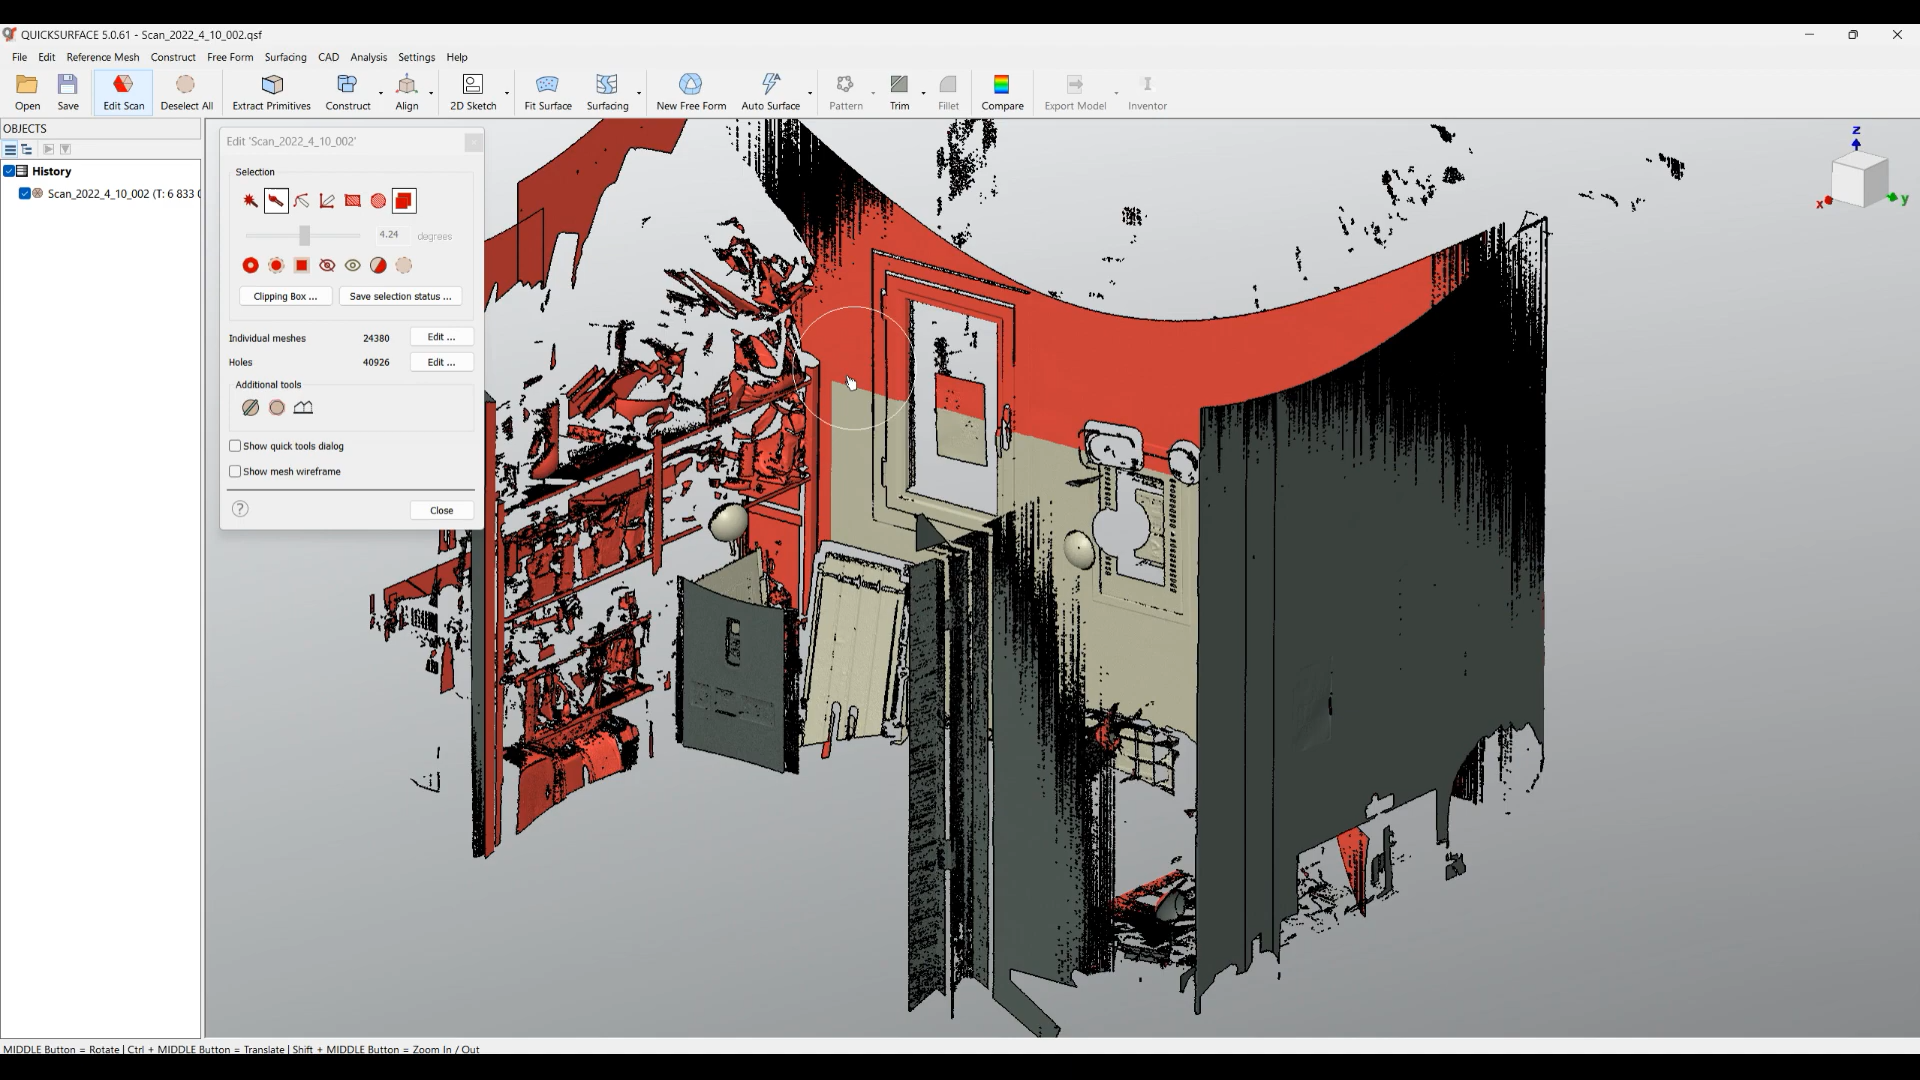 QUICKSURFACE 5.0.61 - Scan_2022_4_10_002.qsf
File Edit Reference Mesh Construct Free Form Surfacing CAD Analysis Settings Help
Open Save Edit Scan Deselect All Extract Primitives Construct Align 2D Sketch Fit Surface Surfacing New Free Form Auto Surface Pattern Trim Fillet Compare Export Model Inventor
OBJECTS
History
Scan_2022_4_10_002 (T: 6 833
Edit 'Scan_2022_4_10_002'
Selection
4.24 degrees
Clipping Box ... Save selection status ...
Individual meshes 24380 Edit ...
Holes 40926 Edit ...
Additional tools
Show quick tools dialog
Show mesh wireframe
? Close
z
x y
MIDDLE Button = Rotate | Ctrl + MIDDLE Button = Translate | Shift + MIDDLE Button = Zoom In / Out